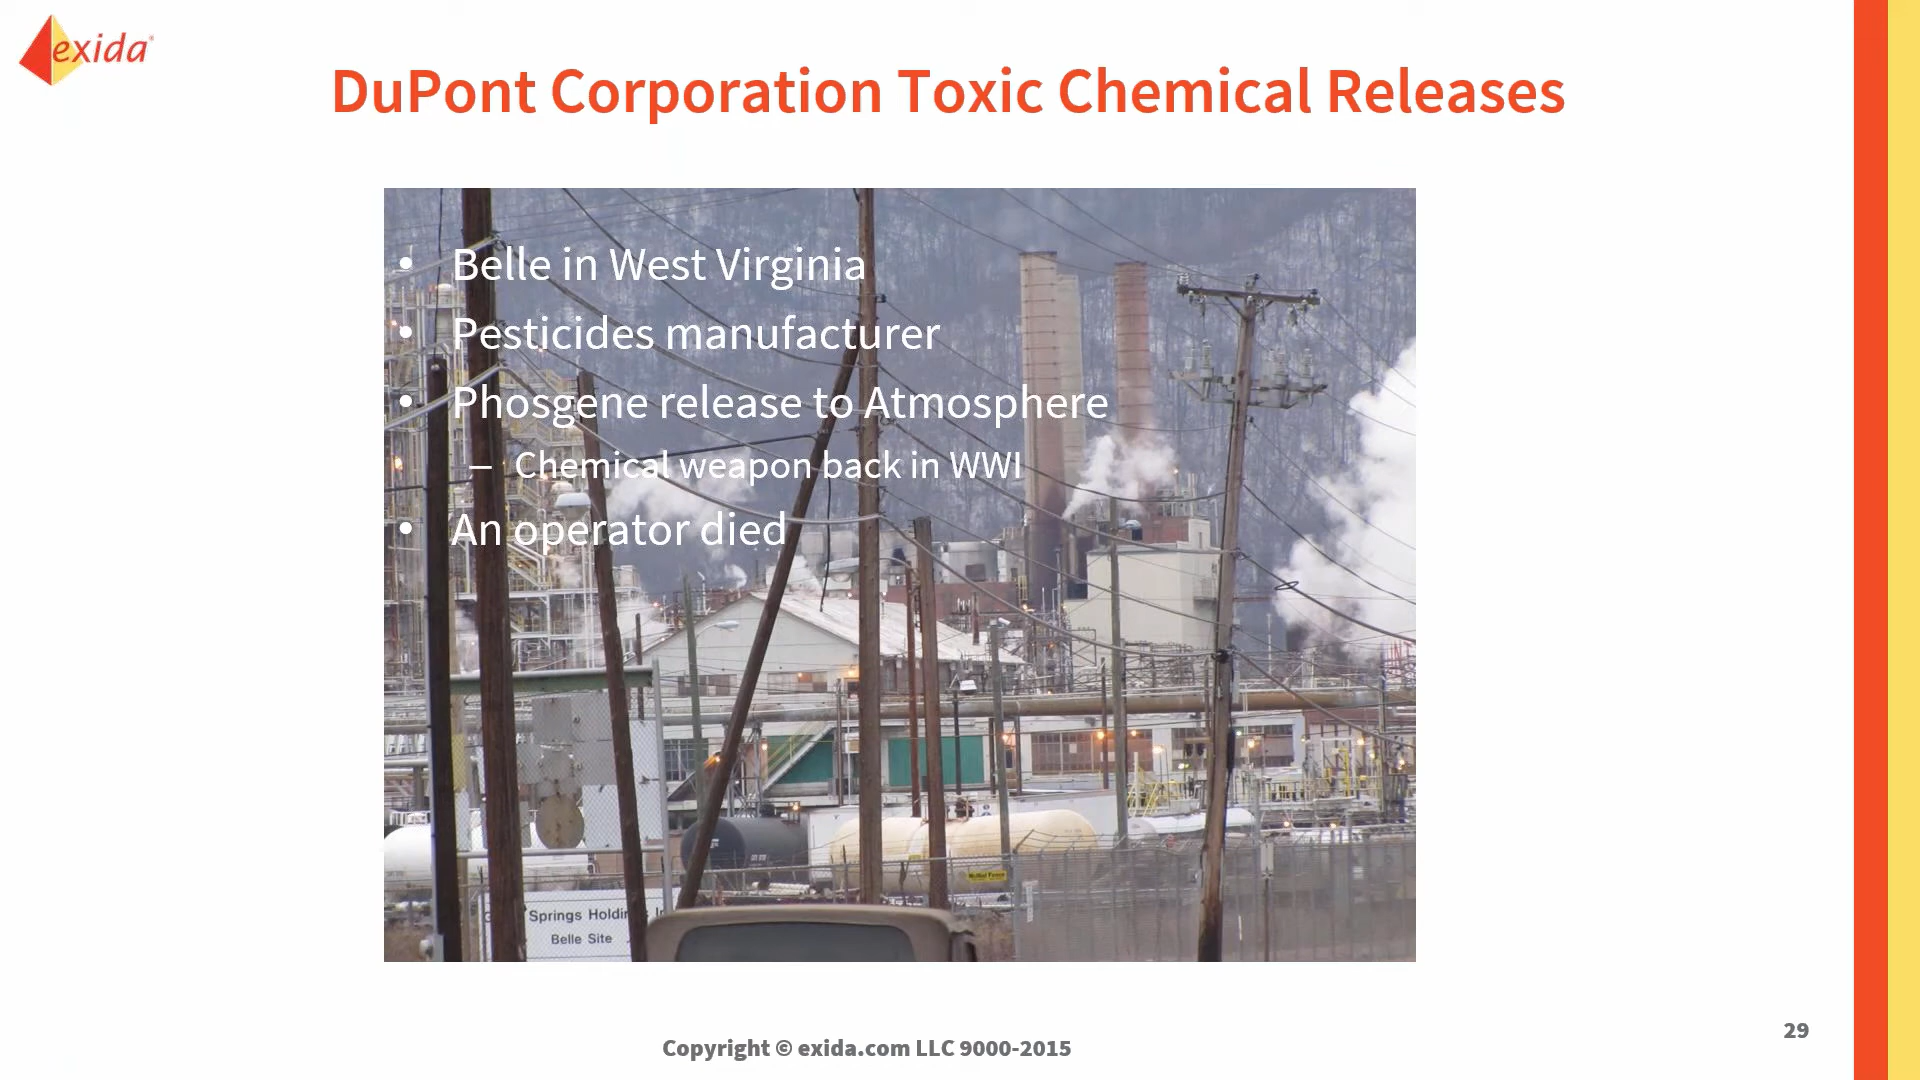 exida
DuPont Corporation Toxic Chemical Releases
• Belle in West Virginia
• Pesticides manufacturer
• Phosgene release to Atmosphere
– Chemical weapon back in WWI
• An operator died
Springs Holdin
Belle Site
29
Copyright © exida.com LLC 9000-2015